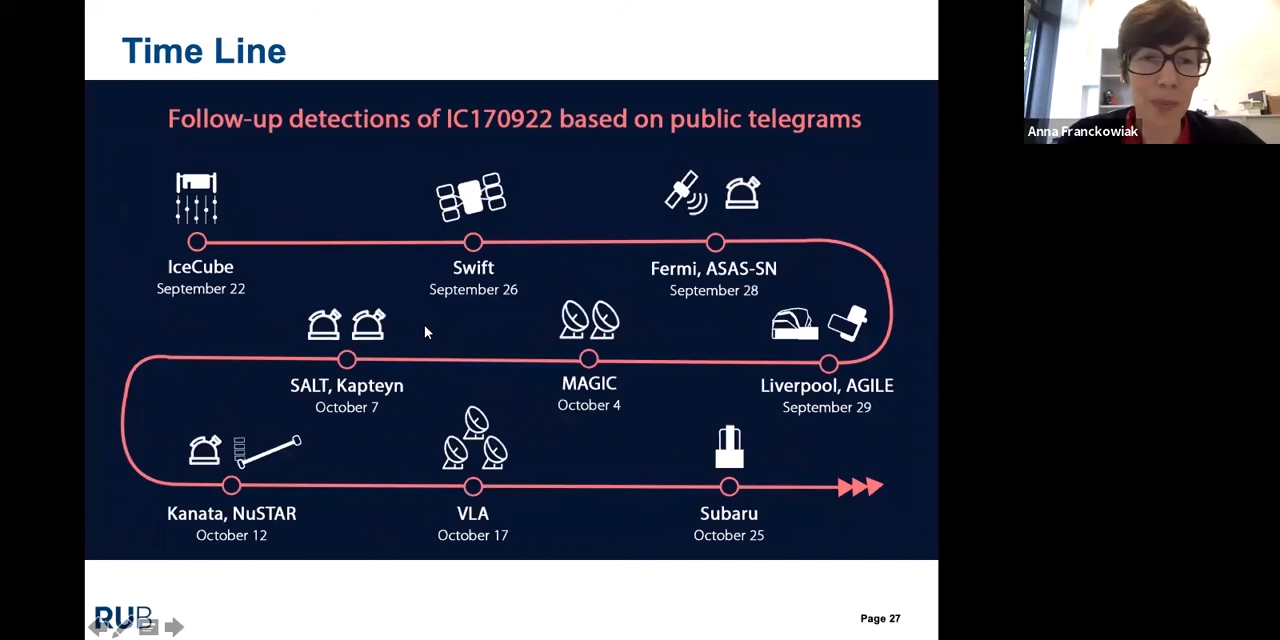 Time Line
Follow-up detections of IC170922 based on public telegrams
IceCube
September 22
Swift
September 26
Fermi, ASAS-SN
September 28
Liverpool, AGILE
September 29
MAGIC
October 4
SALT, Kapteyn
October 7
Kanata, NuSTAR
October 12
VLA
October 17
Subaru
October 25
RUB
Page 27
Anna Franckowiak